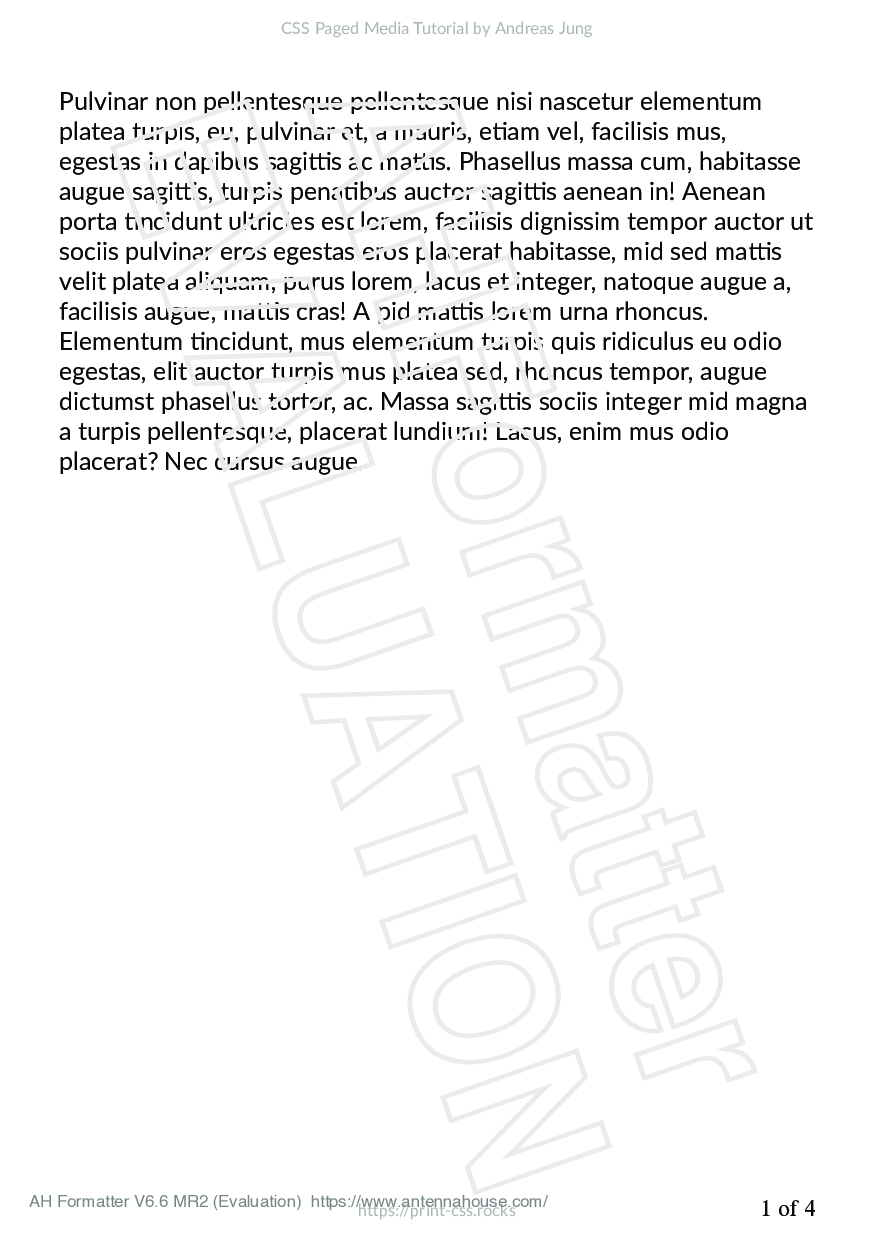 CSS Paged Media Tutorial by Andreas Jung
Pulvinar non pellentesque pellentesque nisi nascetur elementum
platea turpis, eu, pulvinar et, a mauris, etiam vel, facilisis mus,
egestas in dapibus sagittis ac mattis. Phasellus massa cum, habitasse
augue sagittis, turpis penatibus auctor sagittis aenean in! Aenean
porta tincidunt ultricies est lorem, facilisis dignissim tempor auctor ut
sociis pulvinar eros egestas eros placerat habitasse, mid sed mattis
velit platea aliquam, purus lorem, lacus et integer, natoque augue a,
facilisis augue, mattis cras! A pid mattis lorem urna rhoncus.
Elementum tincidunt, mus elementum turpis quis ridiculus eu odio
egestas, elit auctor turpis mus platea sed, rhoncus tempor, augue
dictumst phasellus tortor, ac. Massa sagittis sociis integer mid magna
a turpis pellentesque, placerat lundium! Lacus, enim mus odio
placerat? Nec cursus augue
AHFormatter
EVALUATION
AH Formatter V6.6 MR2 (Evaluation) https://www.antennahouse.com/
https://print-css.rocks
1 of 4